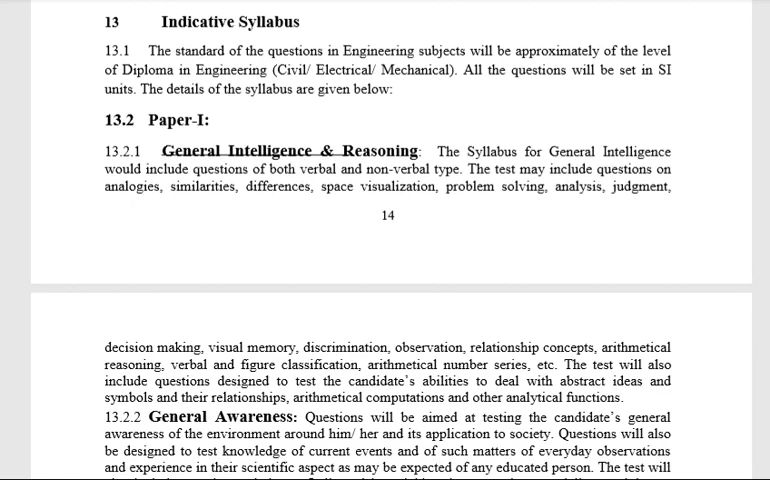 13 Indicative Syllabus
13.1 The standard of the questions in Engineering subjects will be approximately of the level
of Diploma in Engineering (Civil/ Electrical/ Mechanical). All the questions will be set in SI
units. The details of the syllabus are given below:
13.2 Paper-I:
13.2.1 General Intelligence & Reasoning: The Syllabus for General Intelligence
would include questions of both verbal and non-verbal type. The test may include questions on
analogies, similarities, differences, space visualization, problem solving, analysis, judgment,
14
decision making, visual memory, discrimination, observation, relationship concepts, arithmetical
reasoning, verbal and figure classification, arithmetical number series, etc. The test will also
include questions designed to test the candidate's abilities to deal with abstract ideas and
symbols and their relationships, arithmetical computations and other analytical functions.
13.2.2 General Awareness: Questions will be aimed at testing the candidate's general
awareness of the environment around him/ her and its application to society. Questions will also
be designed to test knowledge of current events and of such matters of everyday observations
and experience in their scientific aspect as may be expected of any educated person. The test will